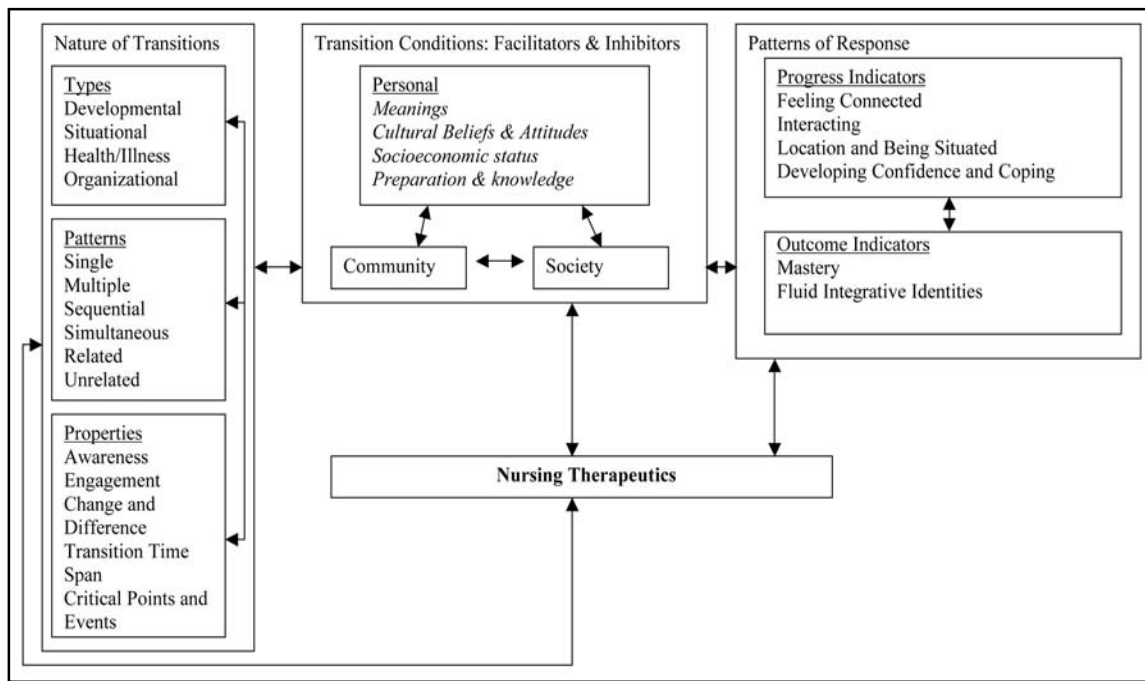 Nature of Transitions
Types
Developmental
Situational
Health/Illness
Organizational
Patterns
Single
Multiple
Sequential
Simultaneous
Related
Unrelated
Properties
Awareness
Engagement
Change and
Difference
Transition Time
Span
Critical Points and
Events
Transition Conditions: Facilitators & Inhibitors
Personal
Meanings
Cultural Beliefs & Attitudes
Socioeconomic status
Preparation & knowledge
Community
Society
Patterns of Response
Progress Indicators
Feeling Connected
Interacting
Location and Being Situated
Developing Confidence and Coping
Outcome Indicators
Mastery
Fluid Integrative Identities
Nursing Therapeutics